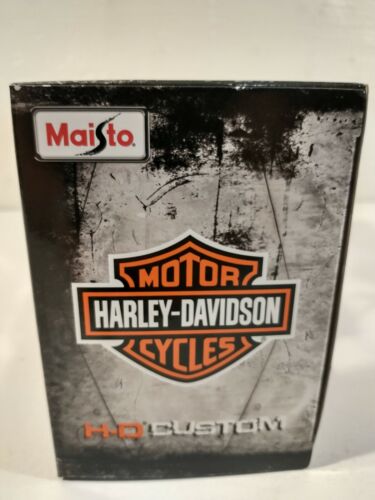 Maisto
MOTOR
HARLEY-DAVIDSON
CYCLES
H-D CUSTOM